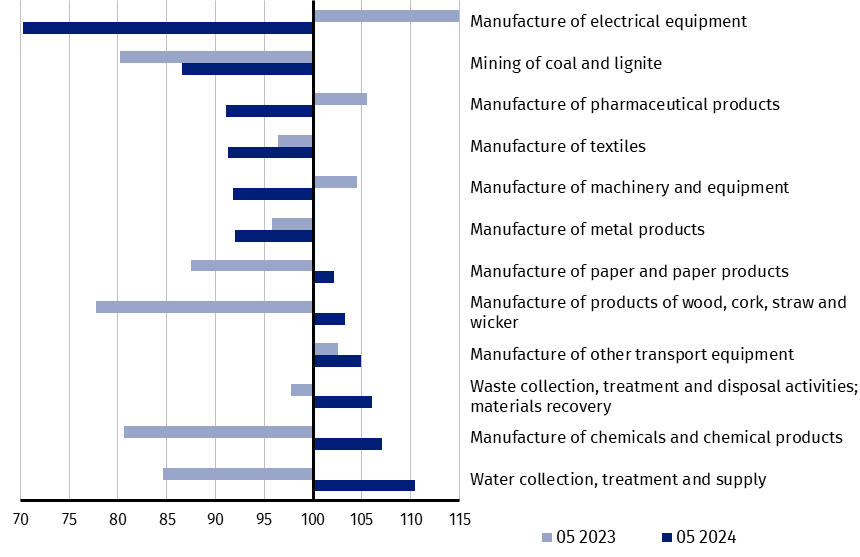 Manufacture of electrical equipment
Mining of coal and lignite
Manufacture of pharmaceutical products
Manufacture of textiles
Manufacture of machinery and equipment
Manufacture of metal products
Manufacture of paper and paper products
Manufacture of products of wood, cork, straw and
wicker
Manufacture of other transport equipment
Waste collection, treatment and disposal activities;
materials recovery
Manufacture of chemicals and chemical products
Water collection, treatment and supply
70 75 80 85 90 95 100 105 110 115
05 2023 05 2024